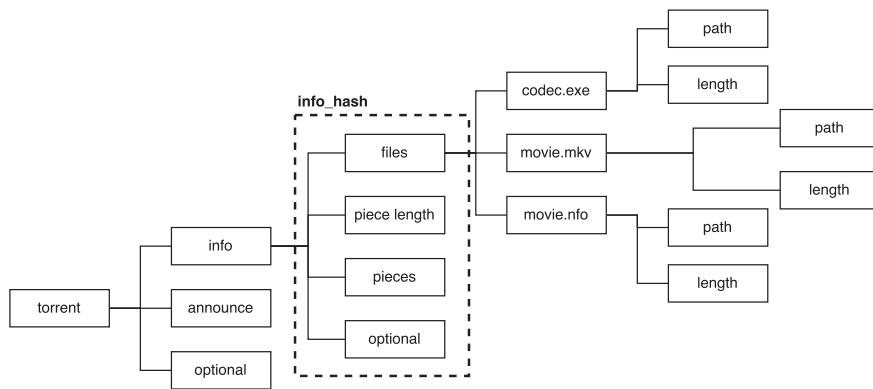 path
codec.exe
length
info_hash
path
files
movie.mkv
length
piece length
movie.nfo
path
info
pieces
length
torrent
announce
optional
optional